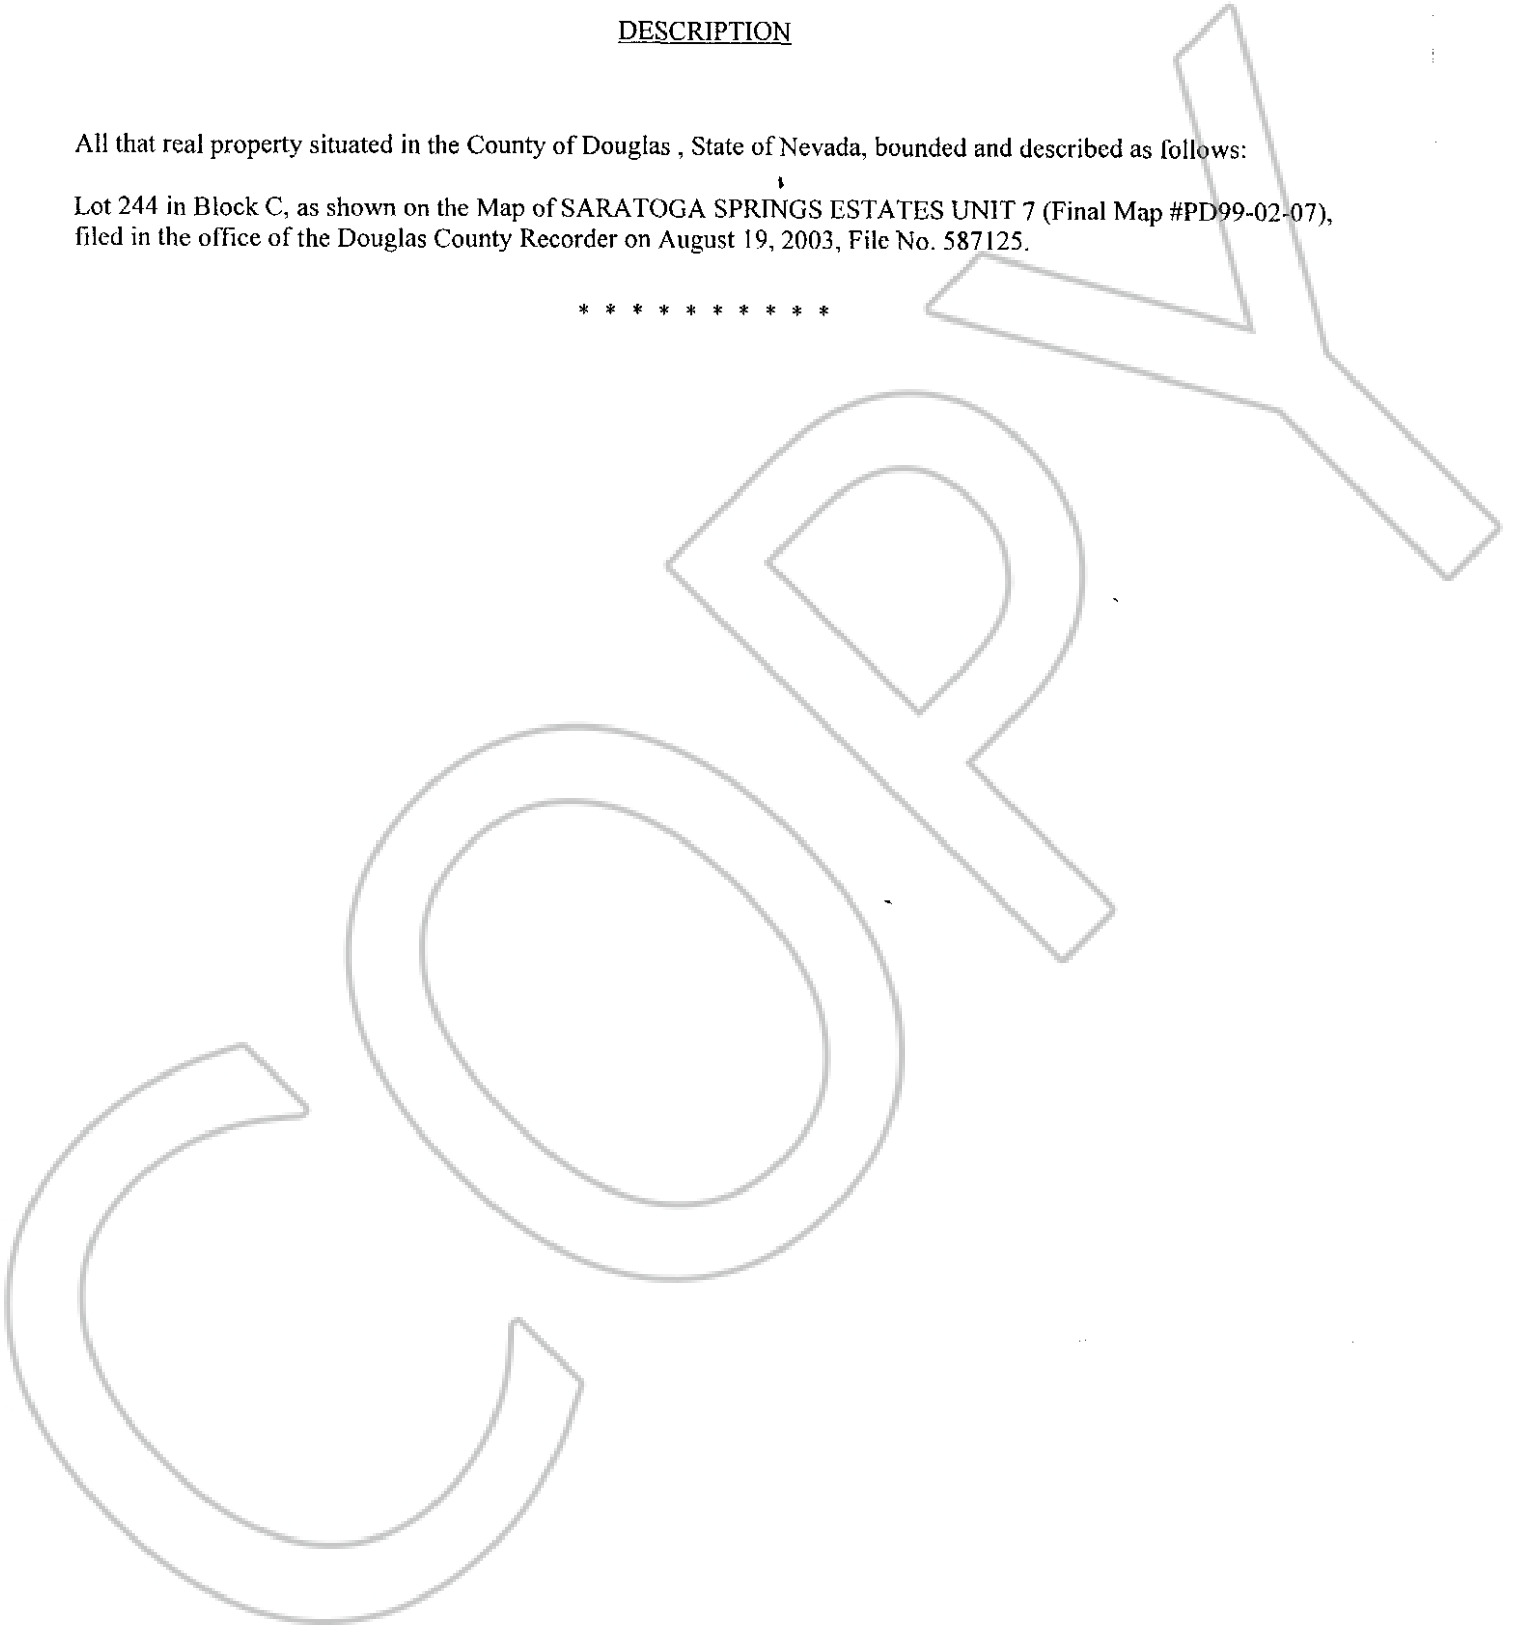 DESCRIPTION
All that real property situated in the County of Douglas , State of Nevada, bounded and described as follows:
Lot 244 in Block C, as shown on the Map of SARATOGA SPRINGS ESTATES UNIT 7 (Final Map #PD99-02-07),
filed in the office of the Douglas County Recorder on August 19, 2003, File No. 587125.
* * * * * * * * * *
COPY